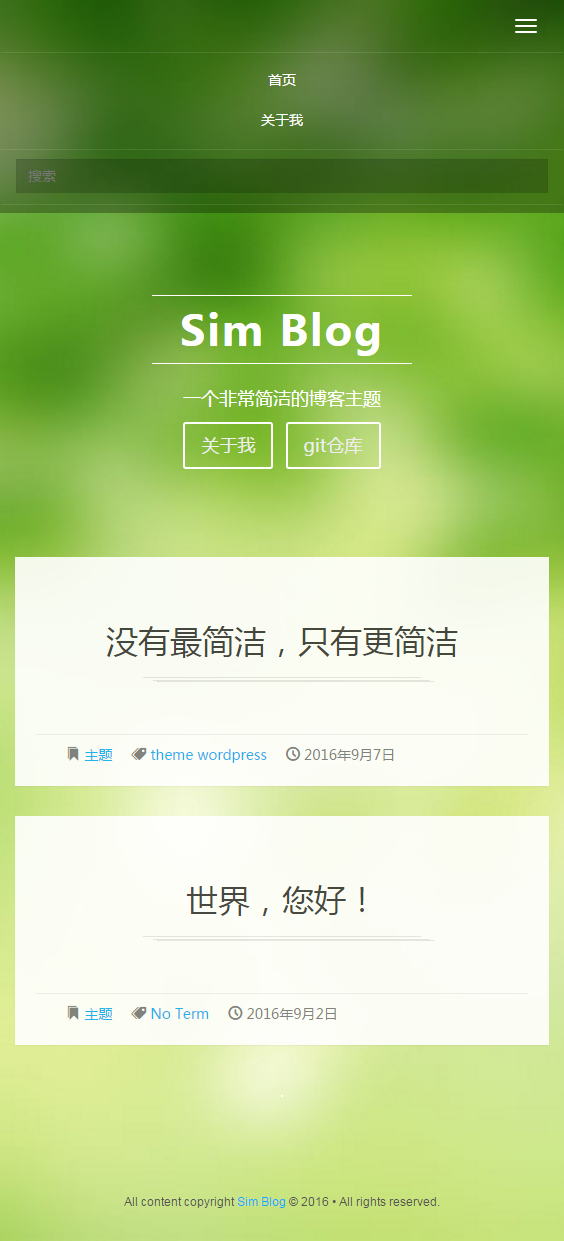 首页
关于我
搜索
Sim Blog
一个非常简洁的博客主题
关于我 git仓库
没有最简洁，只有更简洁
主题 theme wordpress 2016年9月7日
世界，您好！
主题 No Term 2016年9月2日
All content copyright Sim Blog © 2016 • All rights reserved.